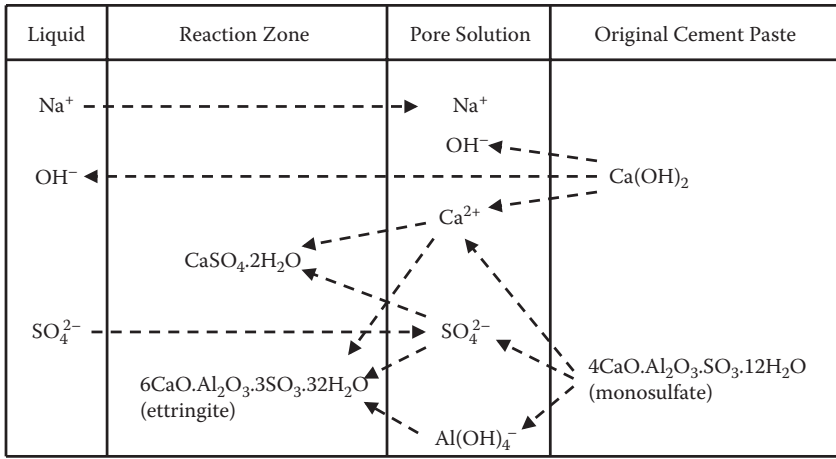 Liquid Reaction Zone Pore Solution Original Cement Paste
Na⁺ Na⁺
OH⁻
OH⁻ Ca(OH)₂
Ca²⁺
CaSO₄.2H₂O
SO₄²⁻ SO₄²⁻
4CaO.Al₂O₃.SO₃.12H₂O
(monosulfate)
6CaO.Al₂O₃.3SO₃.32H₂O
(ettringite)
Al(OH)₄⁻